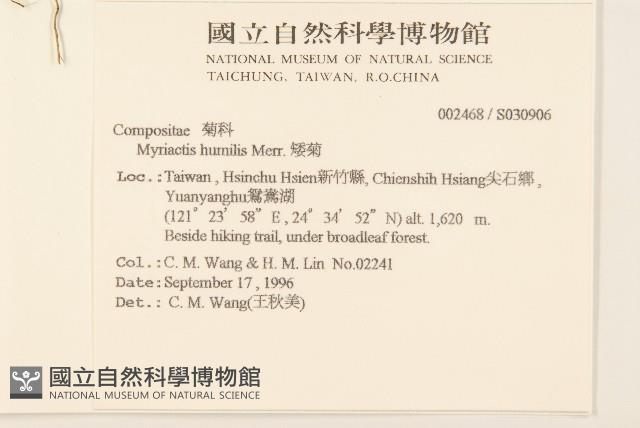 國立自然科學博物館
NATIONAL MUSEUM OF NATURAL SCIENCE
TAICHUNG, TAIWAN, R.O.CHINA
002468 / S030906
Compositae 菊科
Myriactis humilis Merr. 矮菊
Loc.:Taiwan , Hsinchu Hsien新竹縣, Chienshih Hsiang尖石鄉 ,
Yuanyanghu鴛鴦湖
(121° 23’ 58” E , 24° 34’ 52” N) alt. 1,620 m.
Beside hiking trail, under broadleaf forest.
Col.:C. M. Wang & H. M. Lin No.02241
Date:September 17 , 1996
Det.: C. M. Wang(王秋美)
國立自然科學博物館
NATIONAL MUSEUM OF NATURAL SCIENCE